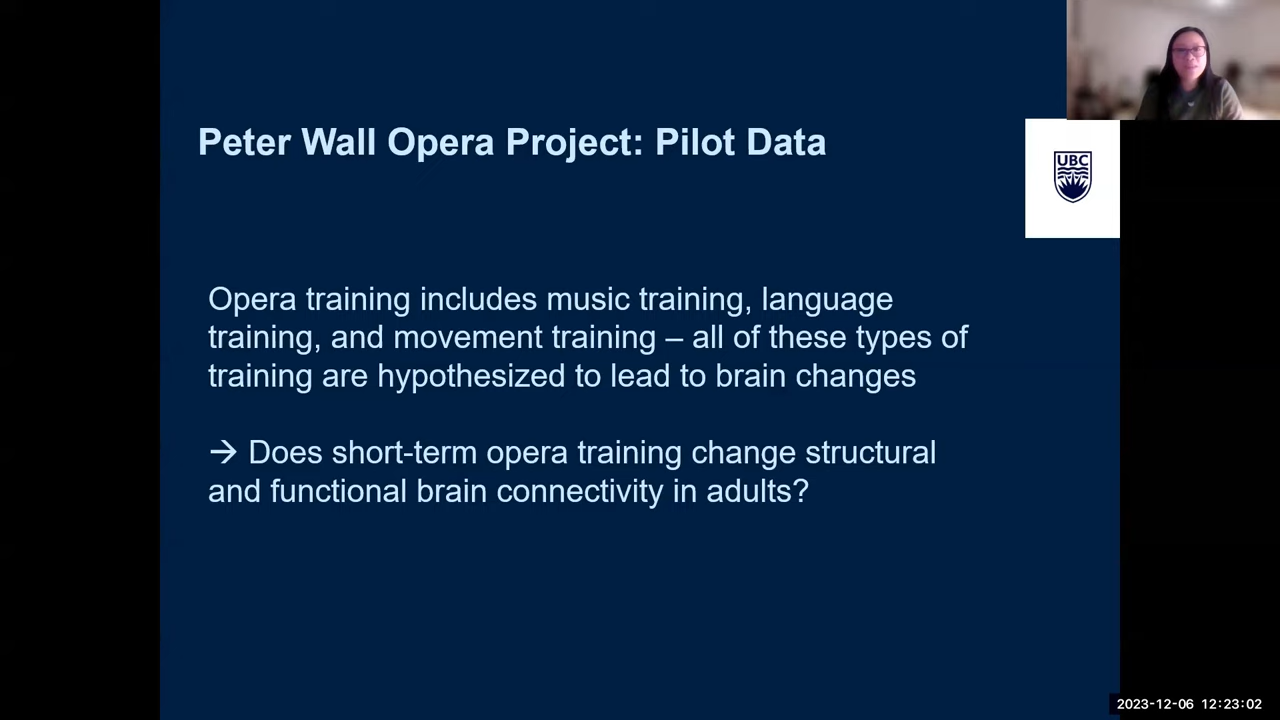 Peter Wall Opera Project: Pilot Data
UBC
Opera training includes music training, language
training, and movement training – all of these types of
training are hypothesized to lead to brain changes
→ Does short-term opera training change structural
and functional brain connectivity in adults?
2023-12-06 12:23:02